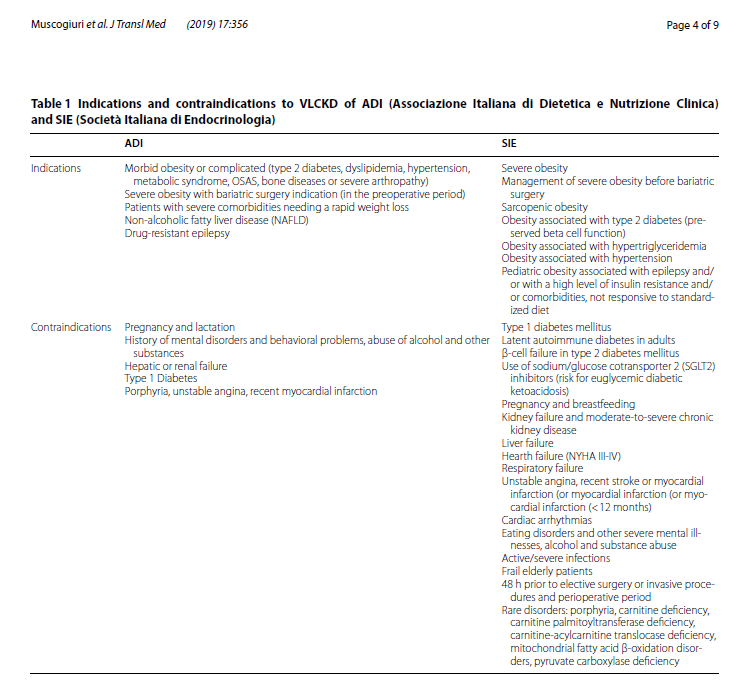 Muscogiuri et al. J Transl Med (2019) 17:356
Page 4 of 9
Table 1 Indications and contraindications to VLCKD of ADI (Associazione Italiana di Dietetica e Nutrizione Clinica)
and SIE (Società Italiana di Endocrinologia)
ADI
SIE
Indications
Morbid obesity or complicated (type 2 diabetes, dyslipidemia, hypertension,
metabolic syndrome, OSAS, bone diseases or severe arthropathy)
Severe obesity with bariatric surgery indication (in the preoperative period)
Patients with severe comorbidities needing a rapid weight loss
Non-alcoholic fatty liver disease (NAFLD)
Drug-resistant epilepsy
Severe obesity
Management of severe obesity before bariatric
surgery
Sarcopenic obesity
Obesity associated with type 2 diabetes (pre-
served beta cell function)
Obesity associated with hypertriglyceridemia
Obesity associated with hypertension
Pediatric obesity associated with epilepsy and/
or with a high level of insulin resistance and/
or comorbidities, not responsive to standard-
ized diet
Contraindications
Pregnancy and lactation
History of mental disorders and behavioral problems, abuse of alcohol and other
substances
Hepatic or renal failure
Type 1 Diabetes
Porphyria, unstable angina, recent myocardial infarction
Type 1 diabetes mellitus
Latent autoimmune diabetes in adults
β-cell failure in type 2 diabetes mellitus
Use of sodium/glucose cotransporter 2 (SGLT2)
inhibitors (risk for euglycemic diabetic
ketoacidosis)
Pregnancy and breastfeeding
Kidney failure and moderate-to-severe chronic
kidney disease
Liver failure
Hearth failure (NYHA III-IV)
Respiratory failure
Unstable angina, recent stroke or myocardial
infarction (or myocardial infarction (or myo-
cardial infarction (< 12 months)
Cardiac arrhythmias
Eating disorders and other severe mental ill-
nesses, alcohol and substance abuse
Active/severe infections
Frail elderly patients
48 h prior to elective surgery or invasive proce-
dures and perioperative period
Rare disorders: porphyria, carnitine deficiency,
carnitine palmitoyltransferase deficiency,
carnitine-acylcarnitine translocase deficiency,
mitochondrial fatty acid β-oxidation disor-
ders, pyruvate carboxylase deficiency